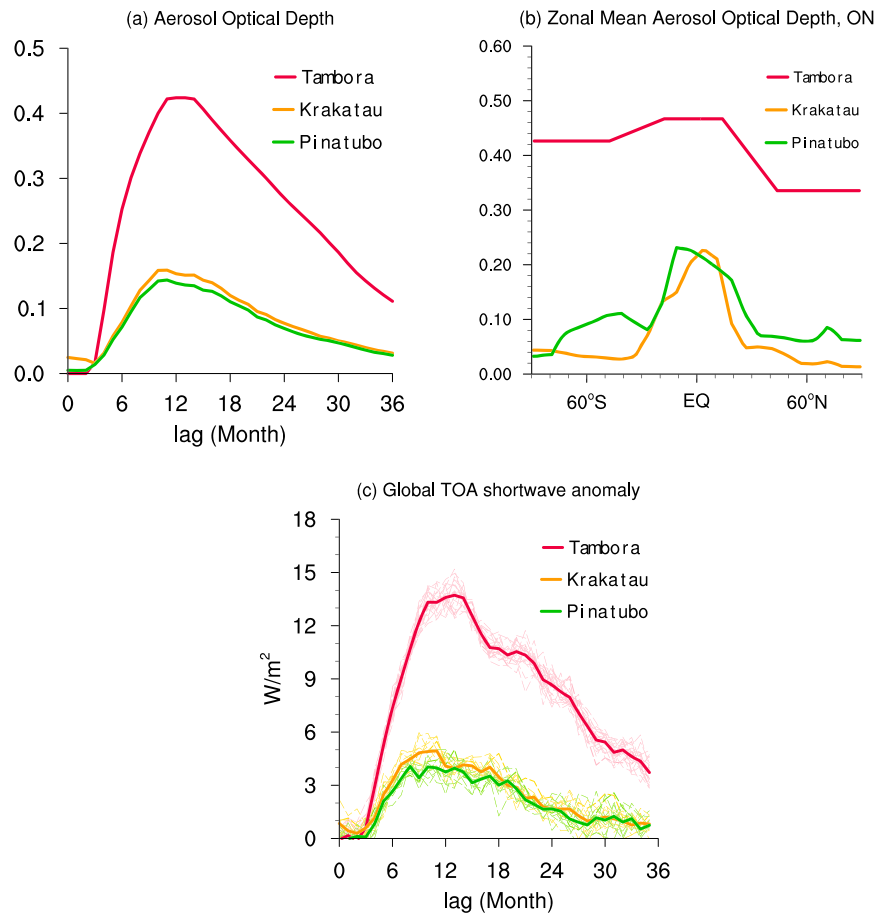 (a) Aerosol Optical Depth
0.5
0.4
0.3
0.2
0.1
0.0
Tambora
Krakatau
Pinatubo
0 6 12 18 24 30 36
lag (Month)
(b) Zonal Mean Aerosol Optical Depth, ON
0.60
0.50
0.40
0.30
0.20
0.10
0.00
Tambora
Krakatau
Pinatubo
60°S EQ 60°N
(c) Global TOA shortwave anomaly
18
15
12
9
6
3
0
W/m²
Tambora
Krakatau
Pinatubo
0 6 12 18 24 30 36
lag (Month)